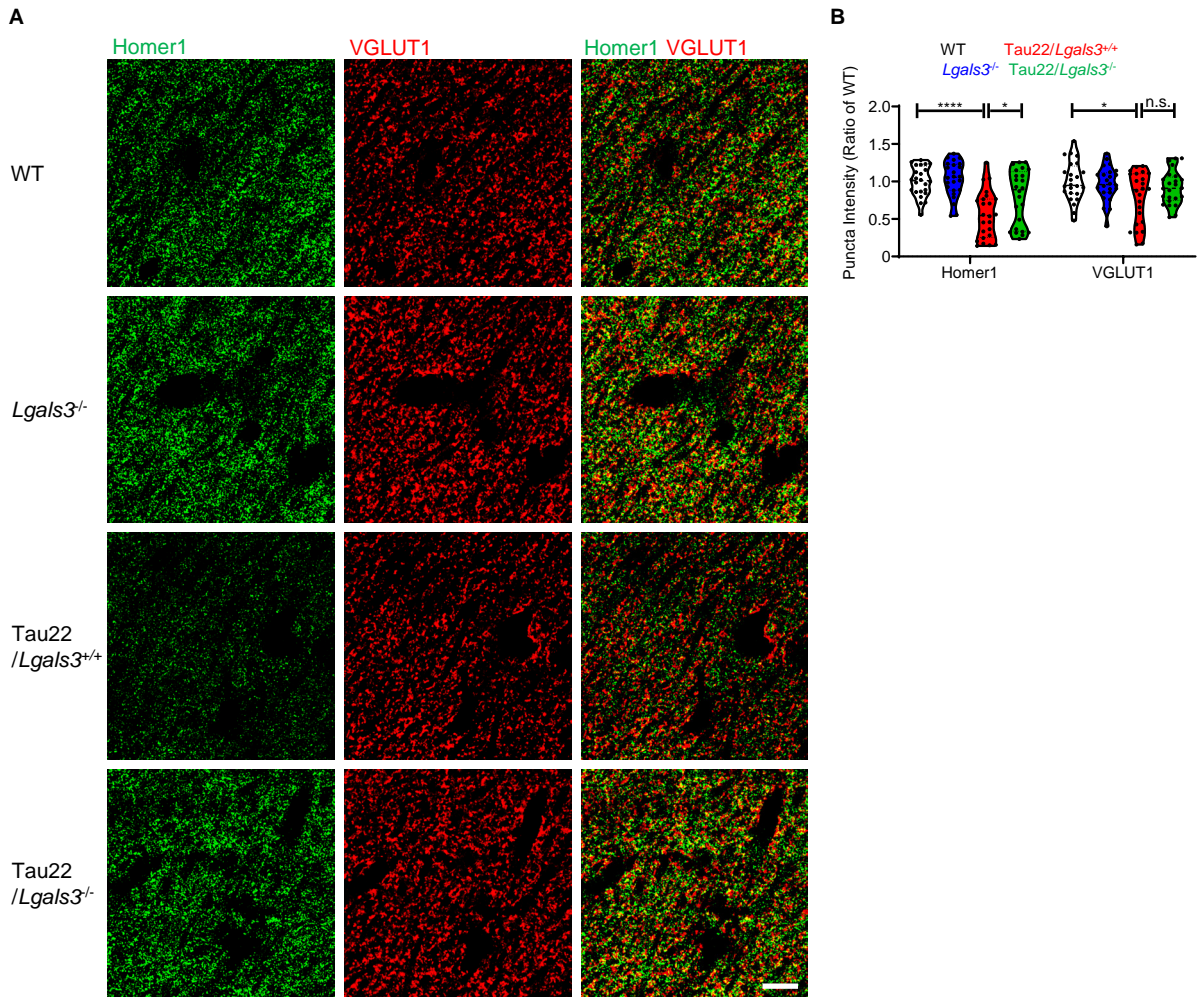 A
Homer1 VGLUT1 Homer1 VGLUT1
WT
Lgals3-/-
Tau22
/Lgals3+/+
Tau22
/Lgals3-/-
B
WT Tau22/Lgals3+/+
Lgals3-/- Tau22/Lgals3-/-
Puncta Intensity (Ratio of WT)
**** * * n.s.
2.0
1.5
1.0
0.5
0
Homer1 VGLUT1